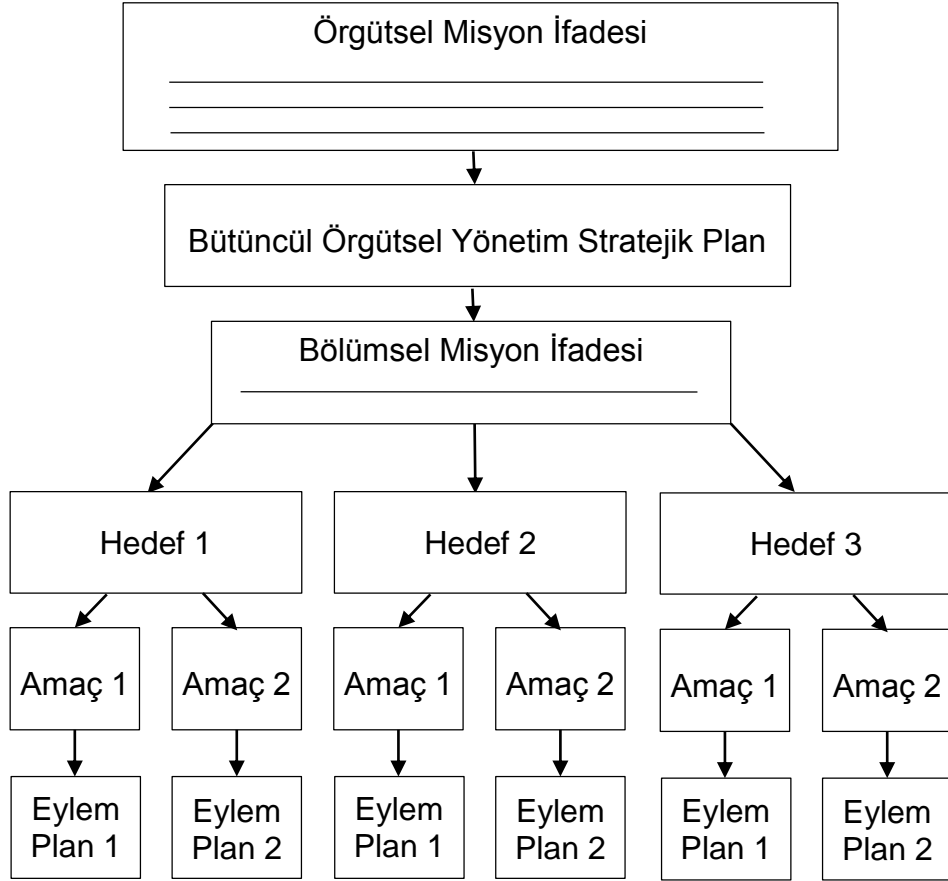 Örgütsel Misyon İfadesi
Bütüncül Örgütsel Yönetim Stratejik Plan
Bölümsel Misyon İfadesi
Hedef 1
Hedef 2
Hedef 3
Amaç 1
Amaç 2
Amaç 1
Amaç 2
Amaç 1
Amaç 2
Eylem
Plan 1
Eylem
Plan 2
Eylem
Plan 1
Eylem
Plan 2
Eylem
Plan 1
Eylem
Plan 2